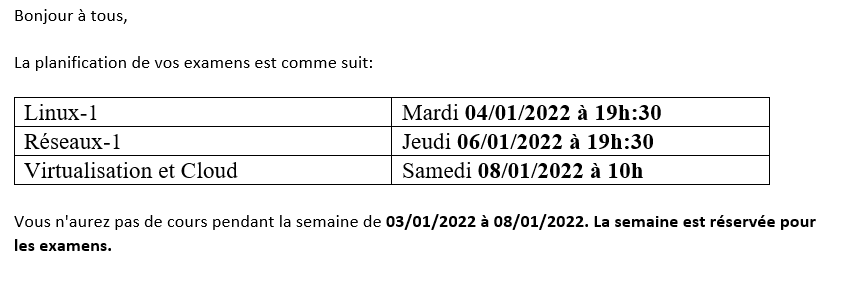 Bonjour à tous,
La planification de vos examens est comme suit:
Linux-1 Mardi 04/01/2022 à 19h:30
Réseaux-1 Jeudi 06/01/2022 à 19h:30
Virtualisation et Cloud Samedi 08/01/2022 à 10h
Vous n'aurez pas de cours pendant la semaine de 03/01/2022 à 08/01/2022. La semaine est réservée pour
les examens.